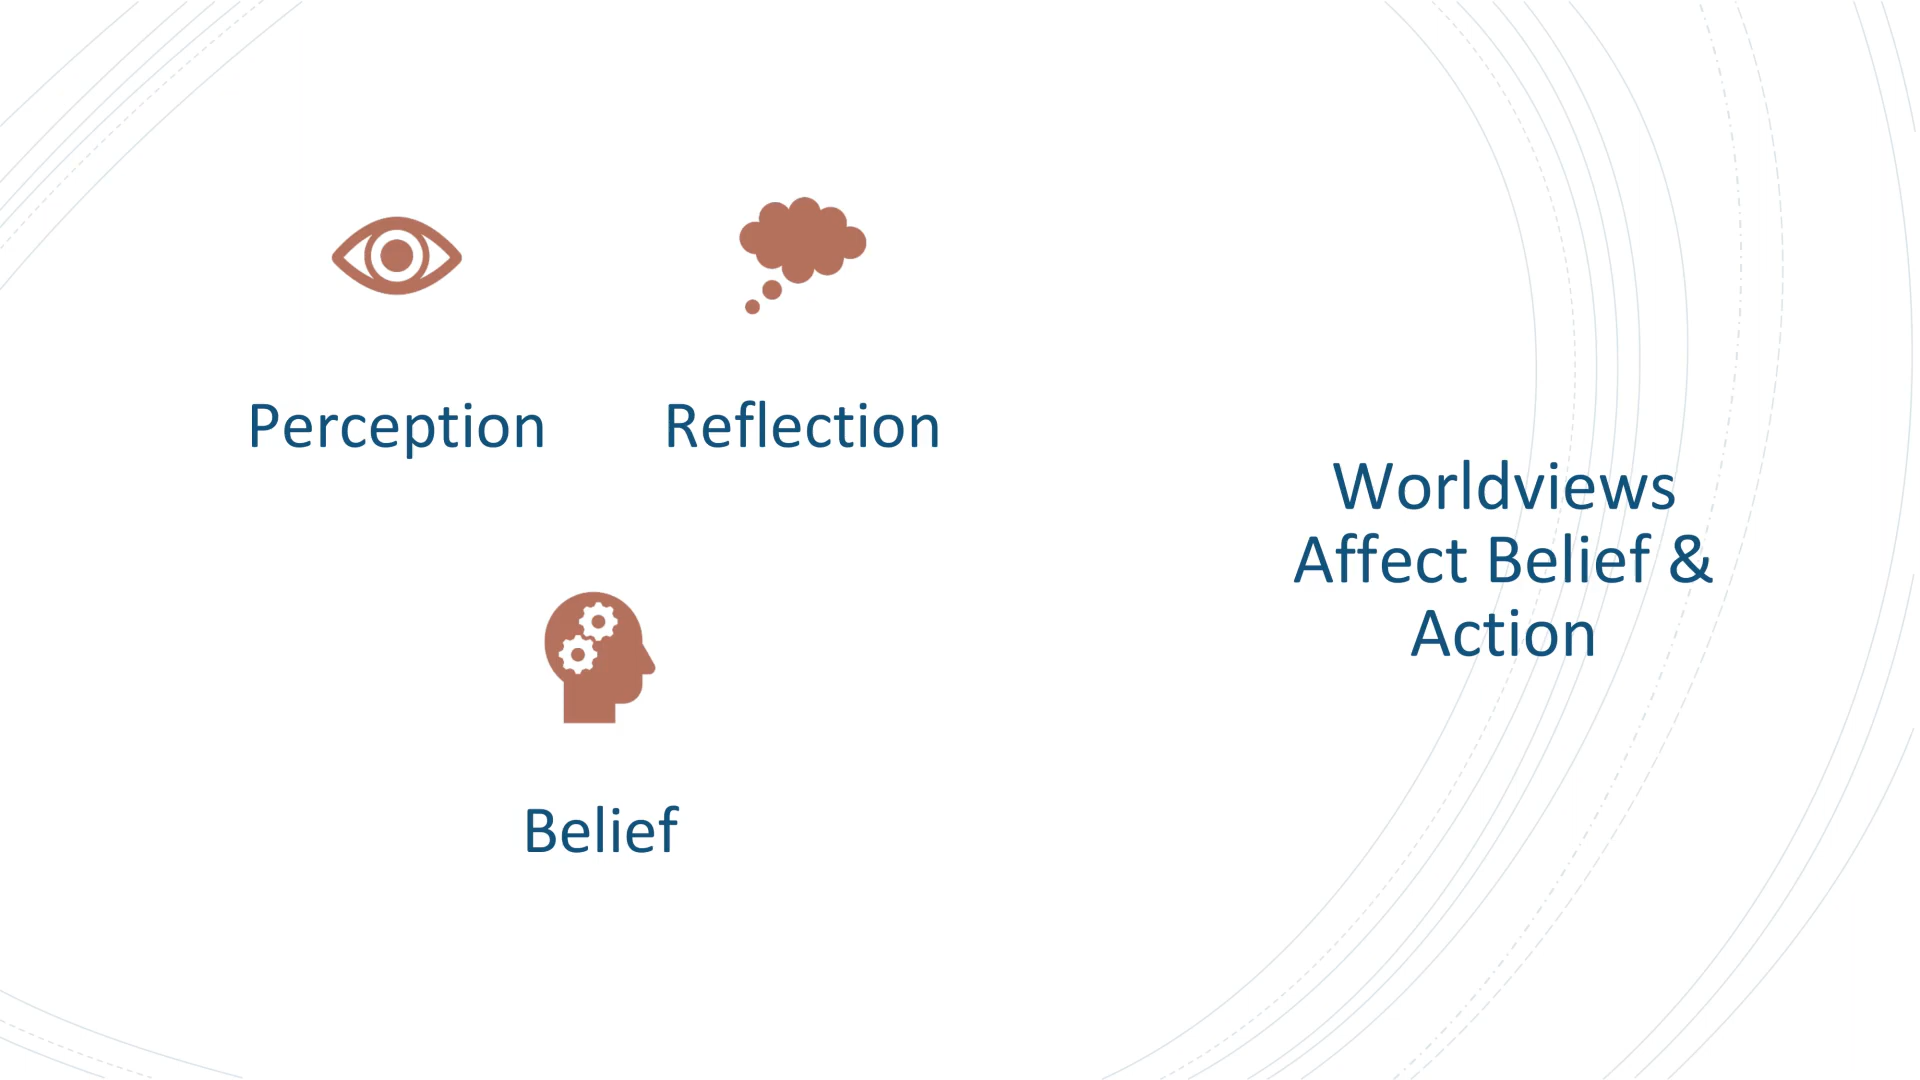 Perception
Reflection
Belief
Worldviews
Affect Belief &
Action